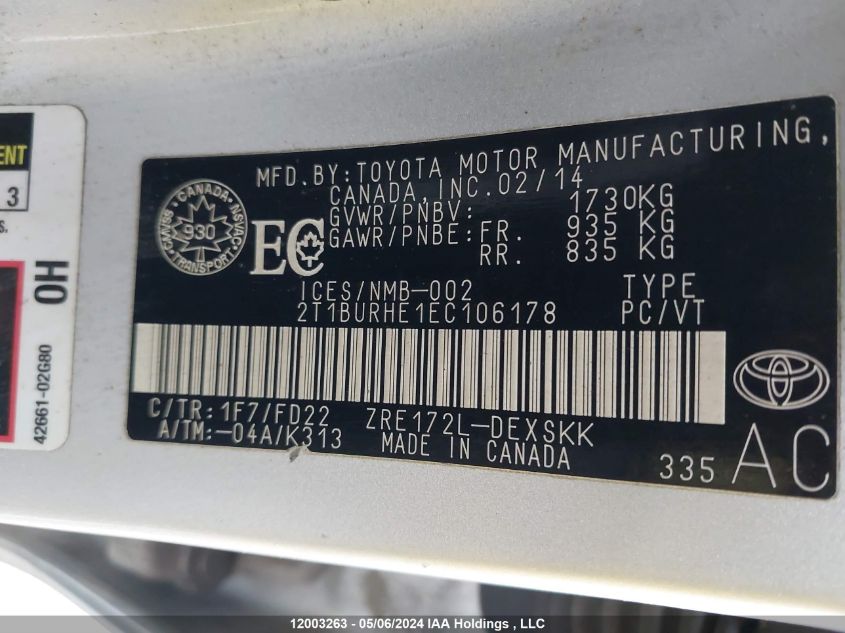 MFD.BY:TOYOTA MOTOR MANUFACTURING,
CANADA,INC.02/14
GVWR/PNBV: 1730KG
GAWR/PNBE: FR. 935 KG
RR. 835 KG
CANADA
930
TRANSPORT
EC
ICES/NMB-002 TYPE
2T1BURHE1EC106178 PC/VT
C/TR:1F7/FD22 ZRE172L-DEXSKK
A/TM:-04A/K313 MADE IN CANADA
335 AC
3
OH
42661-02G80
12003263 - 05/06/2024 IAA Holdings , LLC